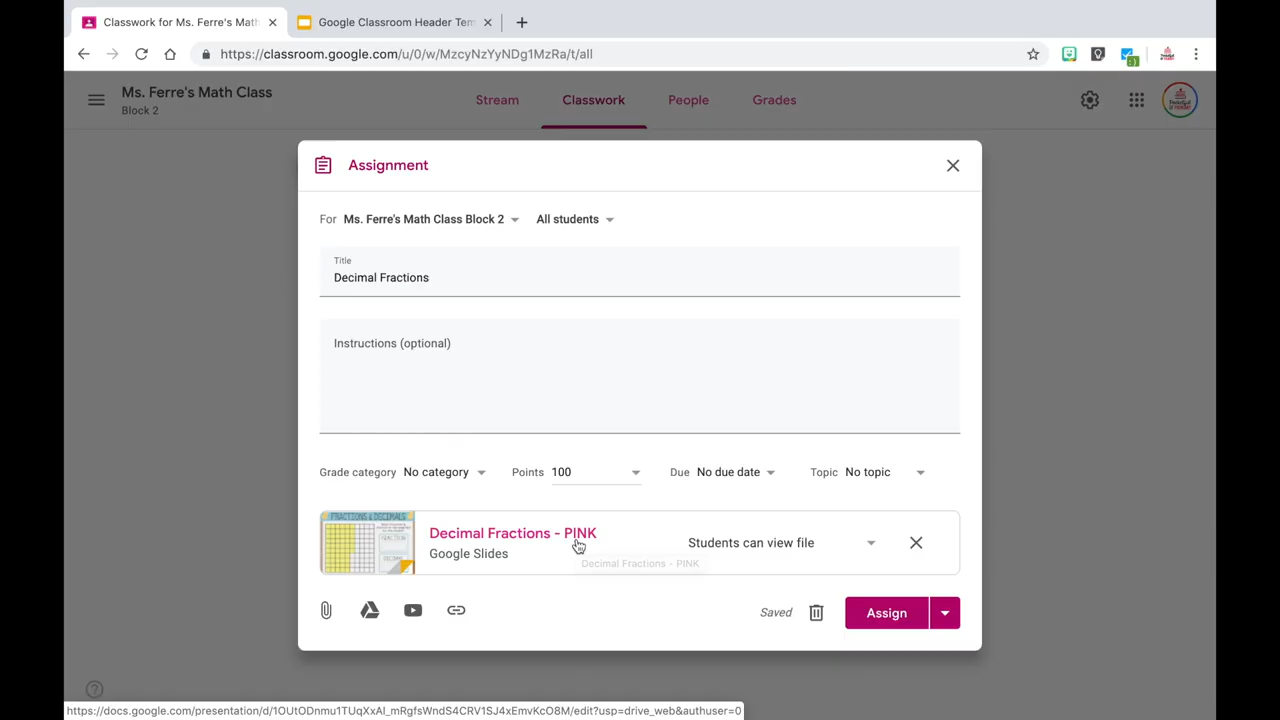 Classwork for Ms. Ferre's Math
Google Classroom Header Tem
https://classroom.google.com/u/0/w/MzcyNzYyNDg1MzRa/t/all
Ms. Ferre's Math Class
Block 2
Stream
Classwork
People
Grades
Assignment
For Ms. Ferre's Math Class Block 2 All students
Title
Decimal Fractions
Instructions (optional)
Grade category No category Points 100 Due No due date Topic No topic
FRACTIONS & DECIMALS
Decimal Fractions - PINK
Google Slides
Students can view file
Decimal Fractions - PINK
Saved
Assign
https://docs.google.com/presentation/d/1OUtODnmu1TUqXxAI_mRgfsWndS4CRV1SJ4xEmvKcO8M/edit?usp=drive_web&authuser=0